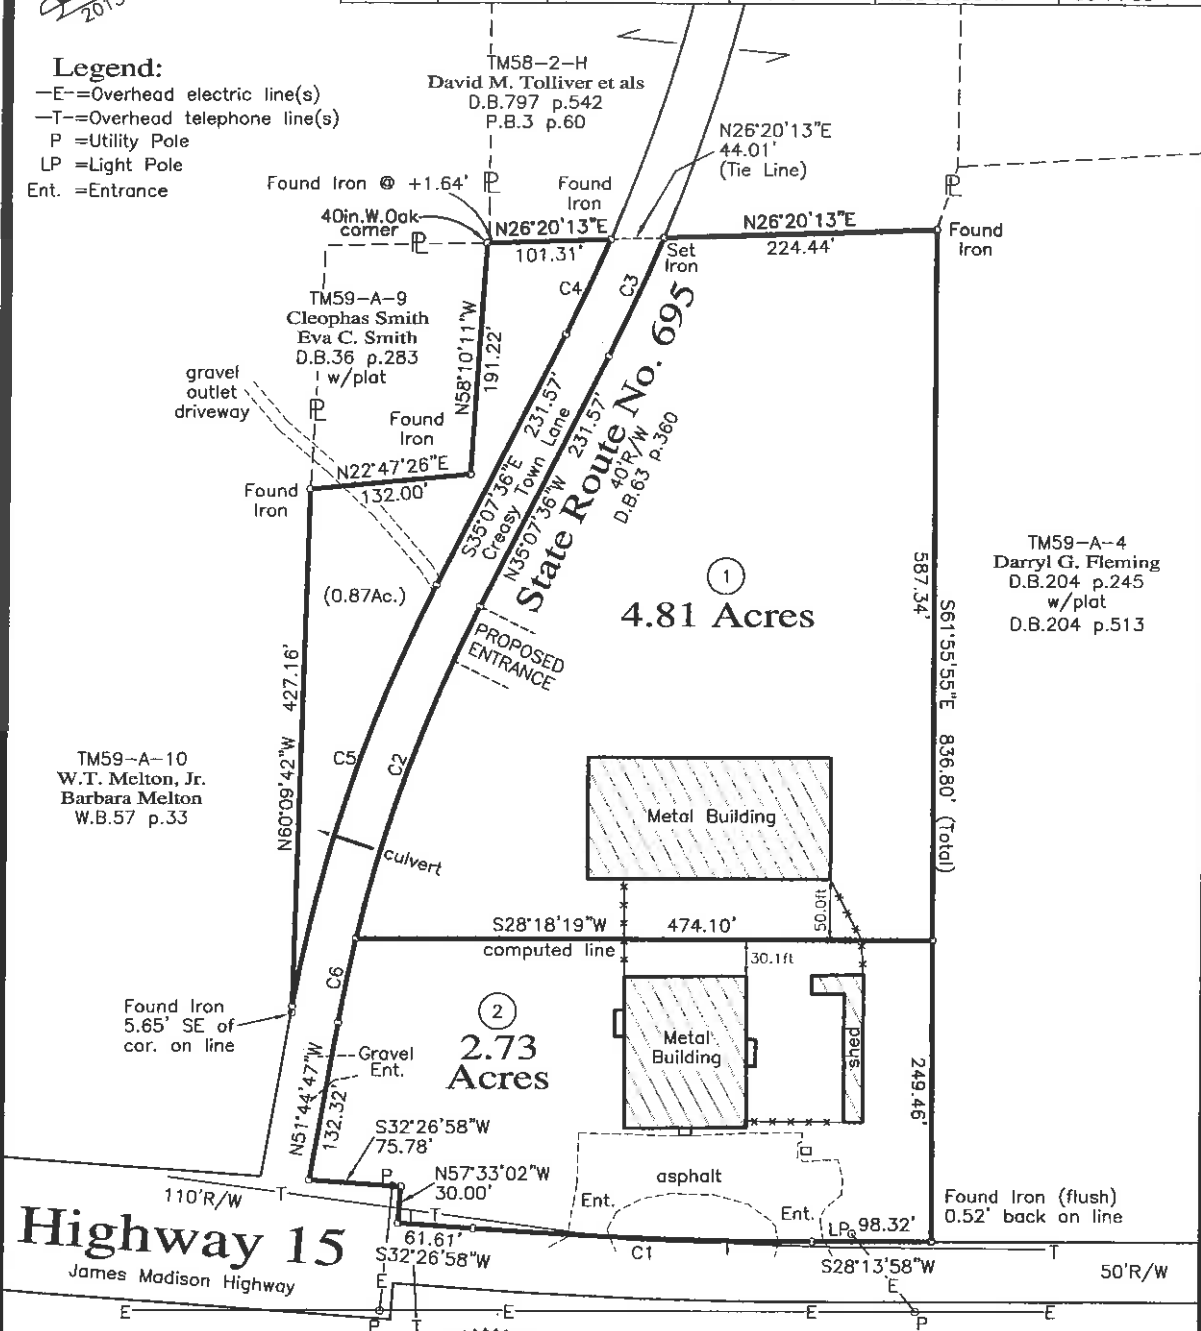 2015
Legend:
—E—=Overhead electric line(s)
—T—=Overhead telephone line(s)
P =Utility Pole
LP =Light Pole
Ent. =Entrance
TM58-2-H
David M. Tolliver et als
D.B.797 p.542
P.B.3 p.60
N26°20'13"E
44.01'
(Tie Line)
Found Iron @ +1.64'
PL
Found
Iron
PL
40in.W.Oak
corner
PL
N26°20'13"E
101.31'
N26°20'13"E
224.44'
Set
Iron
Found
Iron
C4
C3
TM59-A-9
Cleophas Smith
Eva C. Smith
D.B.36 p.283
w/plat
PL
N58°10'11"W
191.22'
gravel
outlet
driveway
Found
Iron
N22°47'26"E
132.00'
Found
Iron
S35°07'36"E 231.57'
Creasy Town Lane
N35°07'36"W 231.57'
State Route No. 695
40'R/W
D.B.63 p.360
(0.87Ac.)
1
4.81 Acres
587.34'
S61°55'55"E 836.80' (Total)
TM59-A-4
Darryl G. Fleming
D.B.204 p.245
w/plat
D.B.204 p.513
PROPOSED
ENTRANCE
N60°09'42"W 427.16'
TM59-A-10
W.T. Melton, Jr.
Barbara Melton
W.B.57 p.33
C5
C2
culvert
Metal Building
50.0ft
S28°18'19"W 474.10'
computed line
30.1ft
C6
Found Iron
5.65' SE of
cor. on line
2
2.73
Acres
Metal
Building
shed
249.46'
Gravel
Ent.
N51°44'47"W
132.32'
S32°26'58"W
75.78'
P
N57°33'02"W
30.00'
asphalt
Ent.
Ent.
LP
98.32'
Found Iron (flush)
0.52' back on line
110'R/W
T
T
T
61.61'
S32°26'58"W
C1
T
S28°13'58"W
T
50'R/W
Highway 15
James Madison Highway
E
E
E
E
E
E
P
T
P